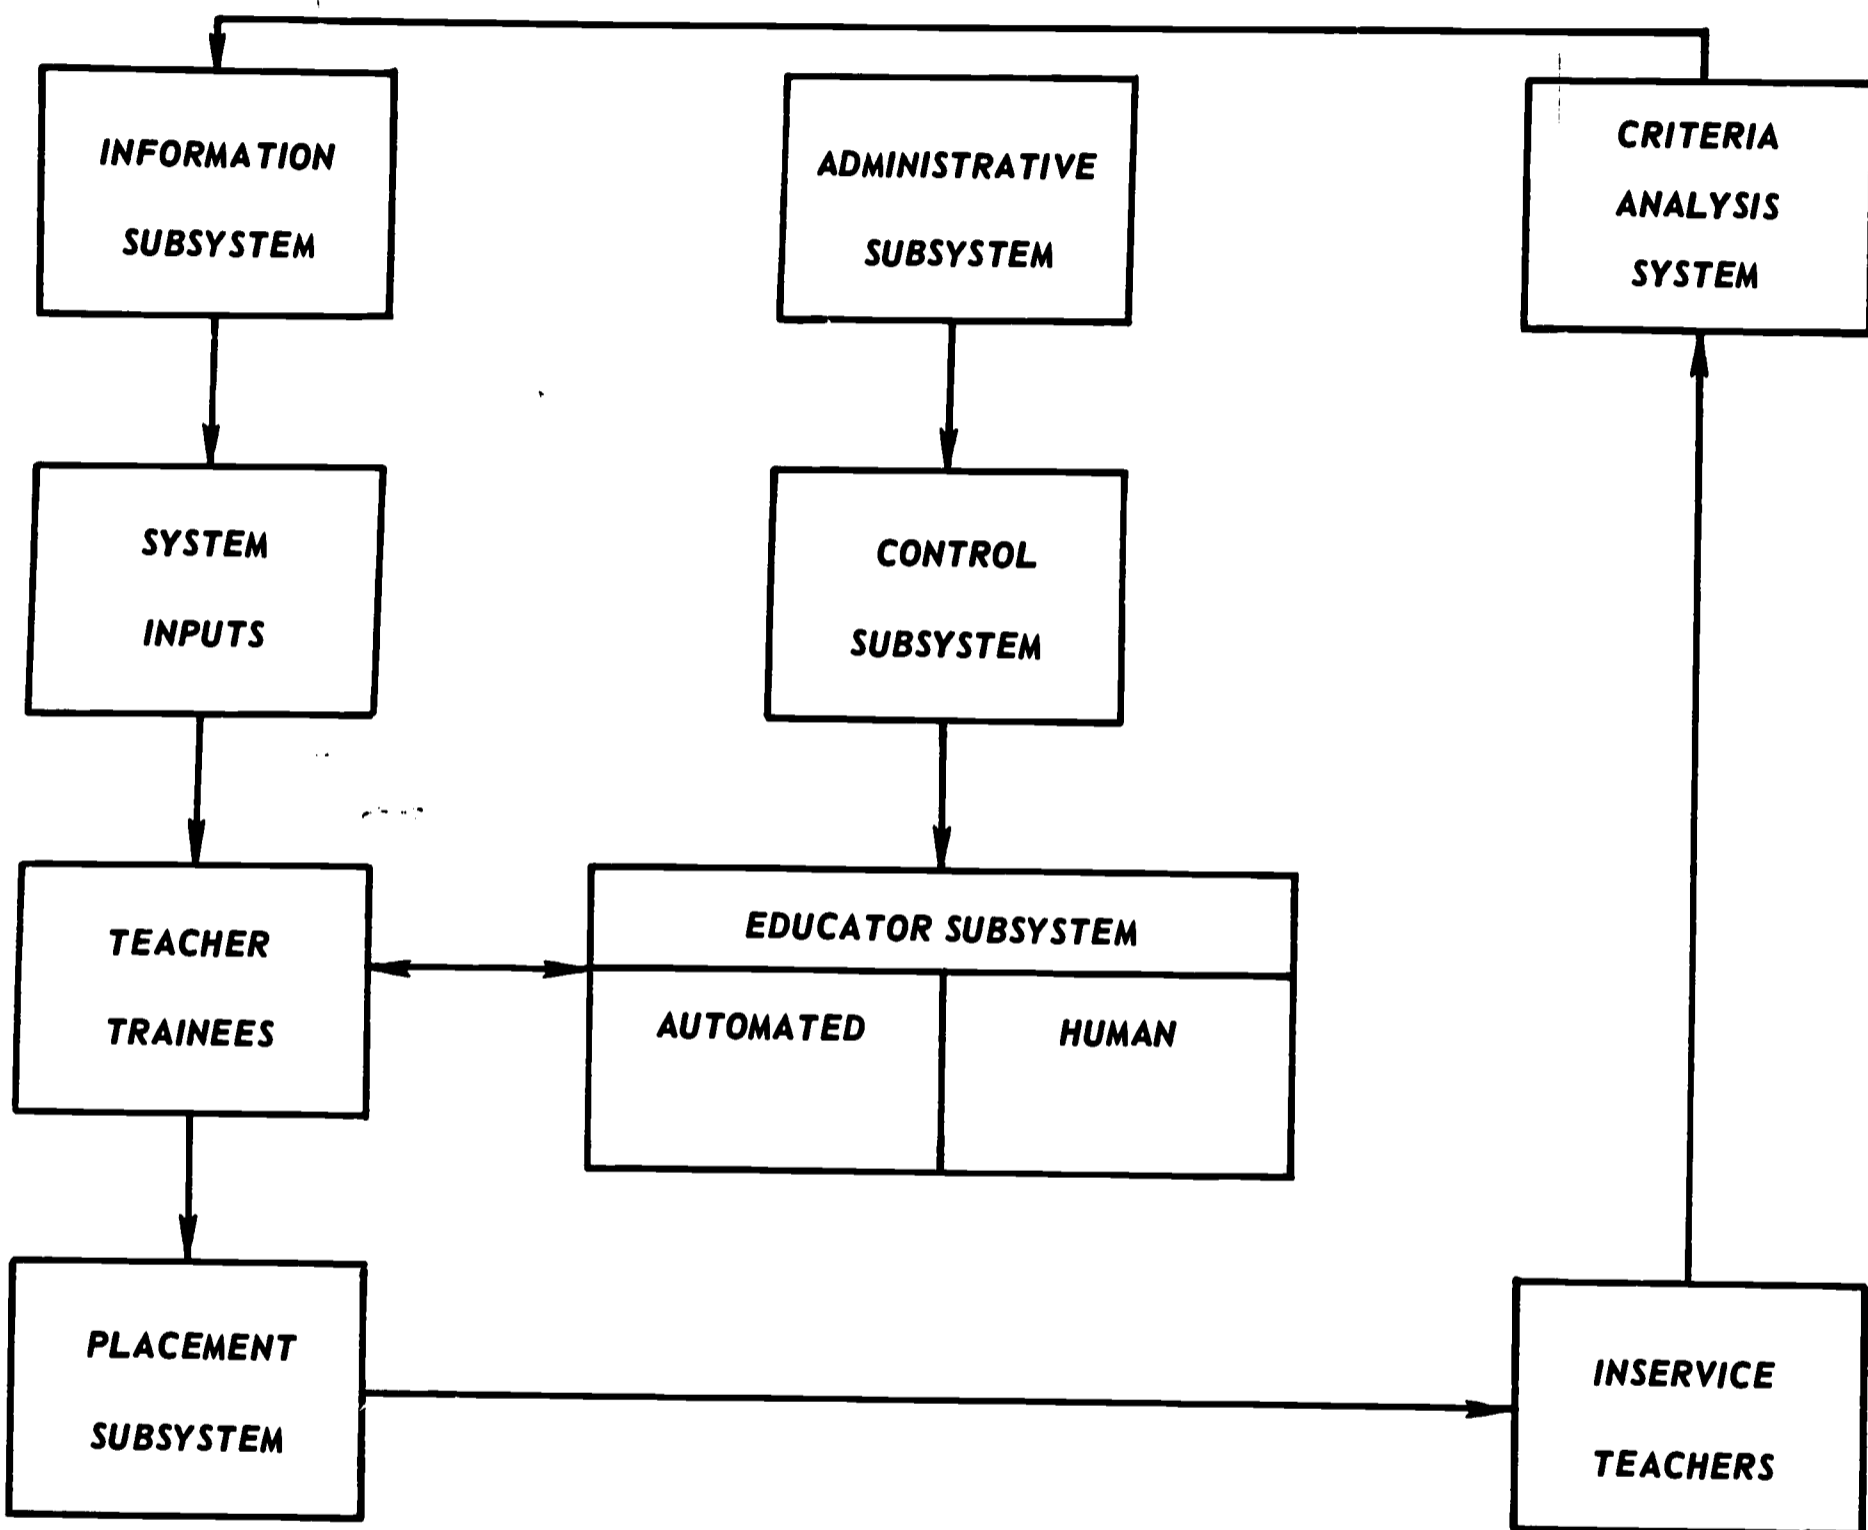 INFORMATION
SUBSYSTEM
ADMINISTRATIVE
SUBSYSTEM
CRITERIA
ANALYSIS
SYSTEM
SYSTEM
INPUTS
CONTROL
SUBSYSTEM
TEACHER
TRAINEES
EDUCATOR SUBSYSTEM
AUTOMATED
HUMAN
PLACEMENT
SUBSYSTEM
INSERVICE
TEACHERS